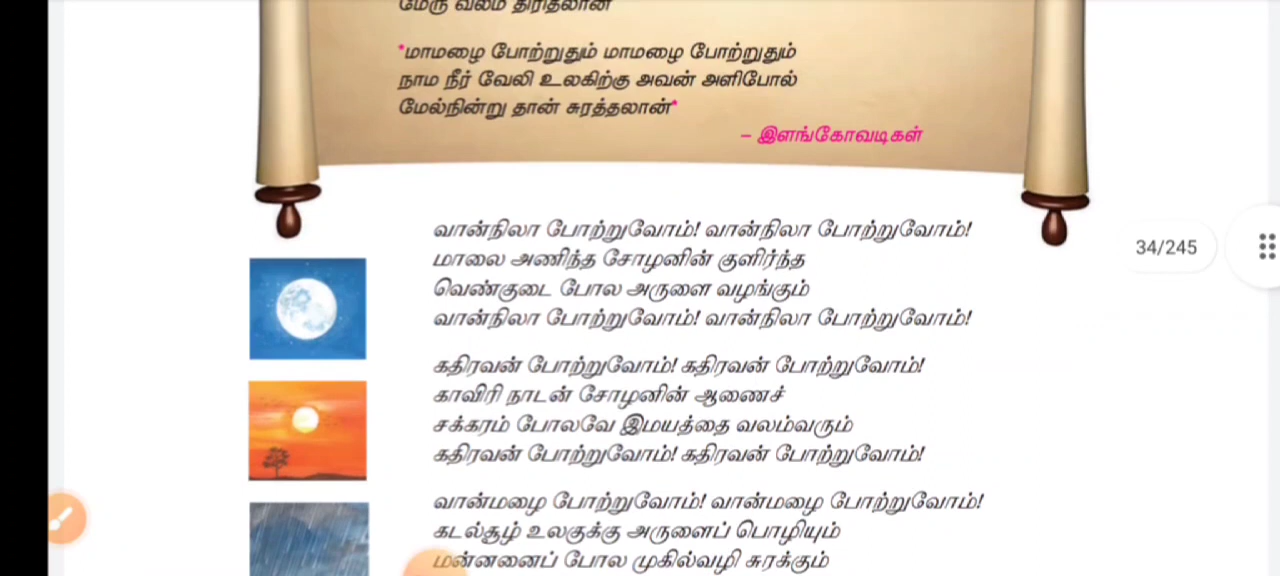 மேரு வலம் திரிதலான்
*மாமழை போற்றுதும் மாமழை போற்றுதும்
நாம நீர் வேலி உலகிற்கு அவன் அளிபோல்
மேல்நின்று தான் சுரத்தலான்*
– இளங்கோவடிகள்
வான்நிலா போற்றுவோம்! வான்நிலா போற்றுவோம்!
மாலை அணிந்த சோழனின் குளிர்ந்த
வெண்குடை போல அருளை வழங்கும்
வான்நிலா போற்றுவோம்! வான்நிலா போற்றுவோம்!
34/245
கதிரவன் போற்றுவோம்! கதிரவன் போற்றுவோம்!
காவிரி நாடன் சோழனின் ஆணைச்
சக்கரம் போலவே இமயத்தை வலம்வரும்
கதிரவன் போற்றுவோம்! கதிரவன் போற்றுவோம்!
வான்மழை போற்றுவோம்! வான்மழை போற்றுவோம்!
கடல்சூழ் உலகுக்கு அருளைப் பொழியும்
மன்னனைப் போல முகில்வழி சுரக்கும்